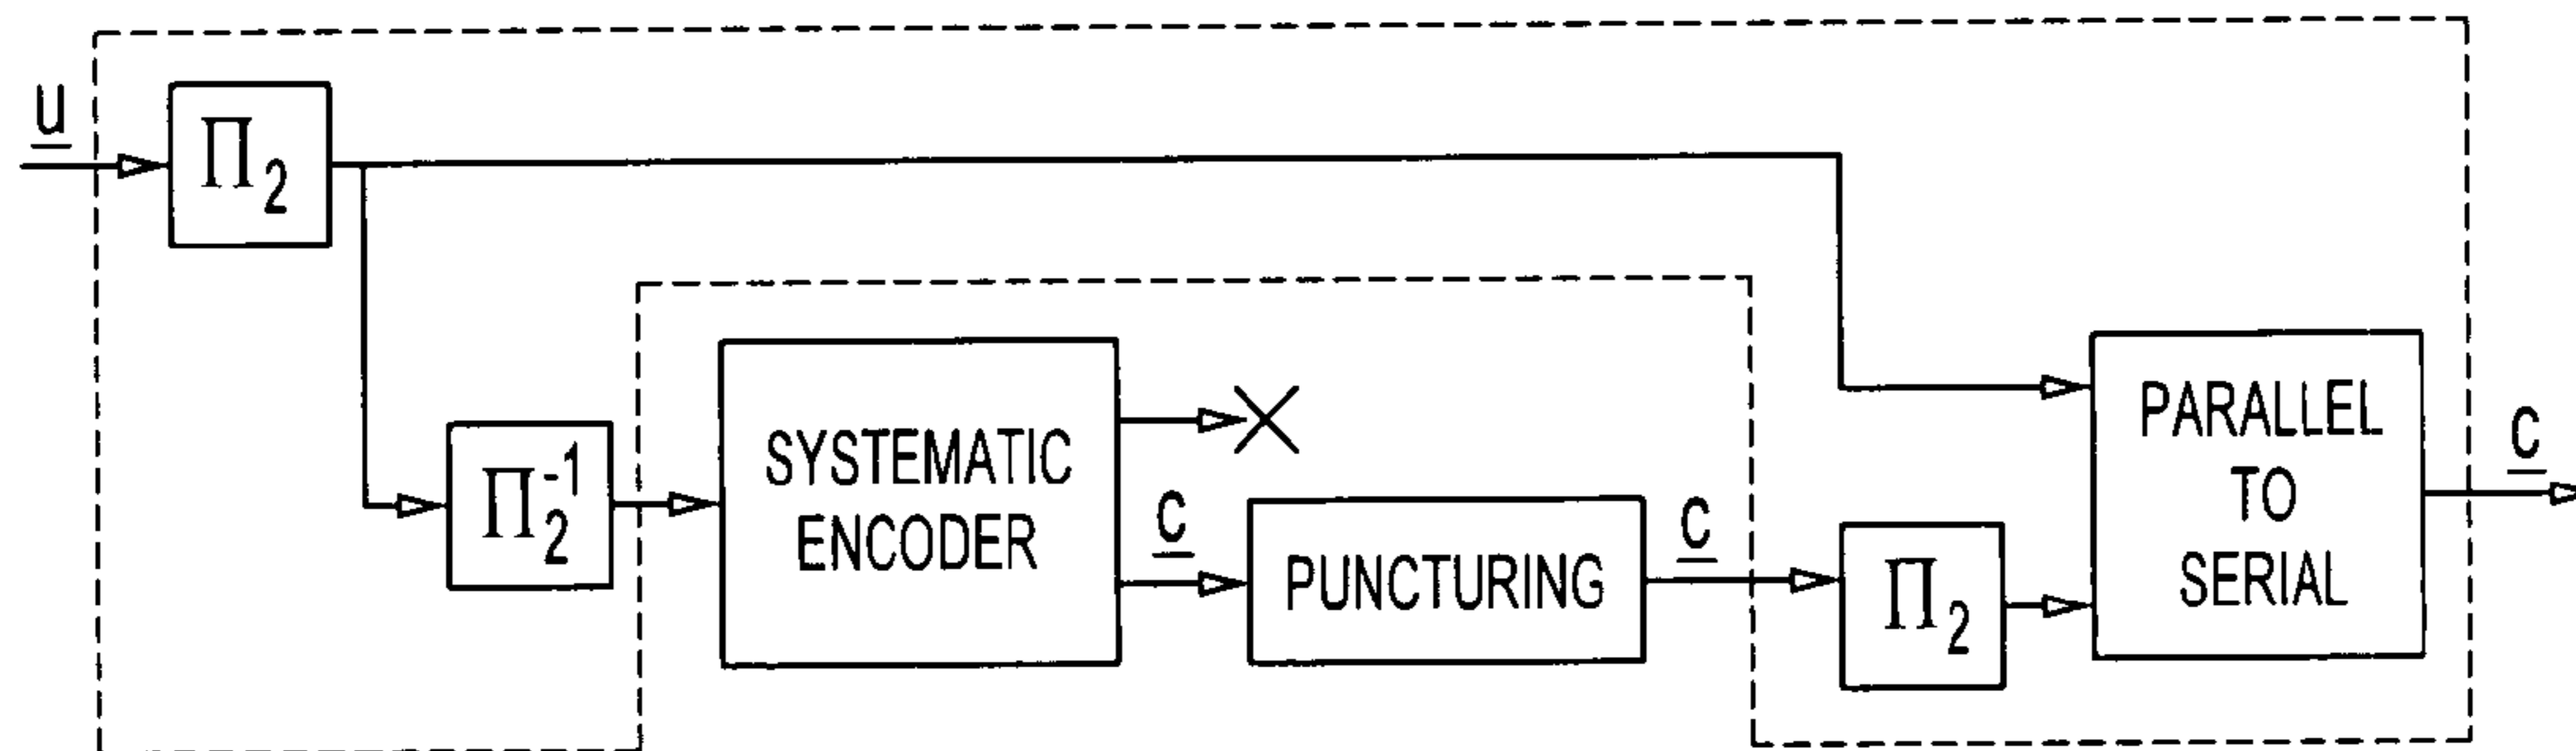 u
Π2
Π2-1
SYSTEMATIC
ENCODER
c
PUNCTURING
c
Π2
PARALLEL
TO
SERIAL
c